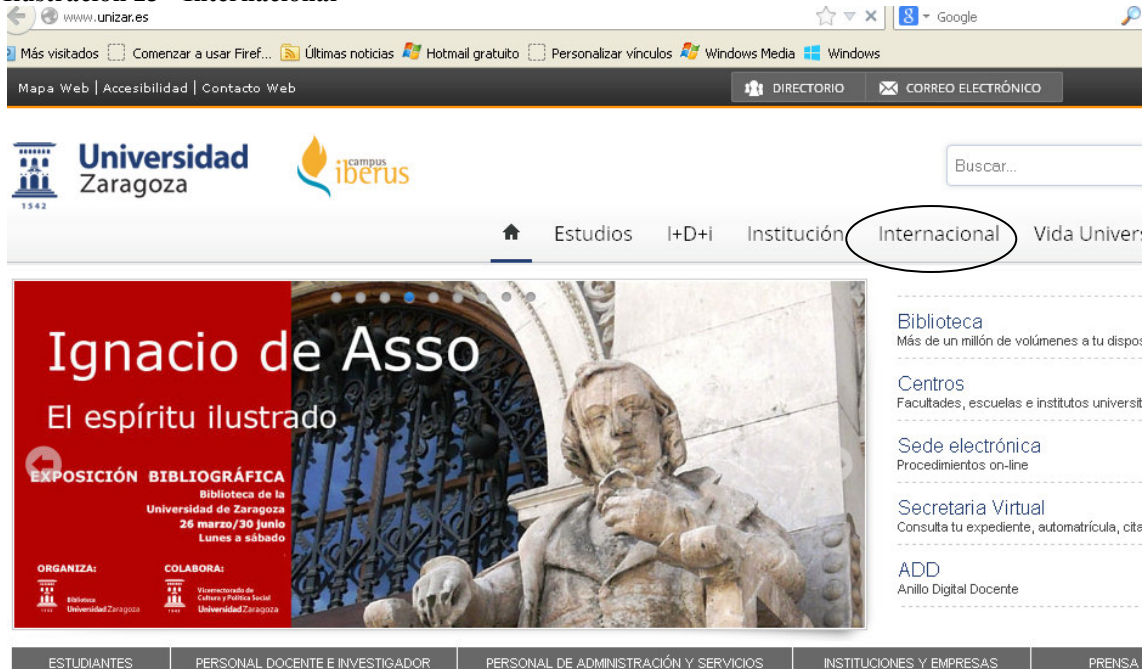 www.unizar.es
Google
Más visitados Comenzar a usar Firef... Últimas noticias Hotmail gratuito Personalizar vínculos Windows Media Windows
Mapa Web | Accesibilidad | Contacto Web
DIRECTORIO
CORREO ELECTRÓNICO
Universidad
Zaragoza
1542
campus
iberus
Buscar...
Estudios I+D+i Institución Internacional Vida Univers
Ignacio de Asso
El espíritu ilustrado
EXPOSICIÓN BIBLIOGRÁFICA
Biblioteca de la
Universidad de Zaragoza
26 marzo/30 junio
Lunes a sábado
ORGANIZA: COLABORA:
Biblioteca
Universidad Zaragoza
Vicerrectorado de
Cultura y Política Social
Universidad Zaragoza
Biblioteca
Más de un millón de volúmenes a tu dispos
Centros
Facultades, escuelas e institutos universit
Sede electrónica
Procedimientos on-line
Secretaria Virtual
Consulta tu expediente, automatrícula, cita
ADD
Anillo Digital Docente
ESTUDIANTES PERSONAL DOCENTE E INVESTIGADOR PERSONAL DE ADMINISTRACIÓN Y SERVICIOS INSTITUCIONES Y EMPRESAS PRENSA